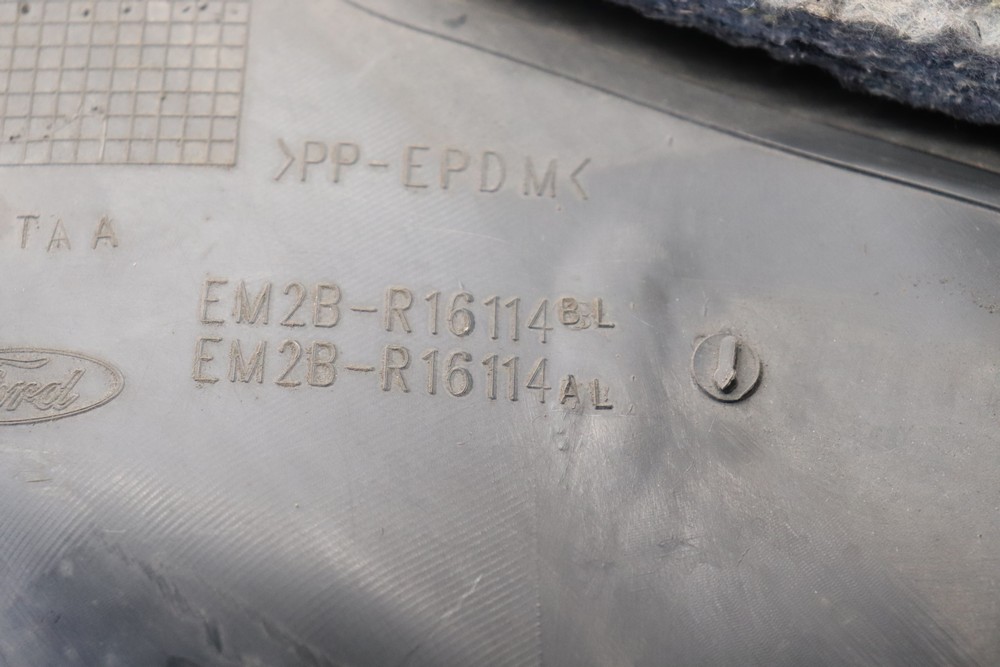 >PP-EPDM<
TAA
EM2B-R16114BL
EM2B-R16114AL
Ford